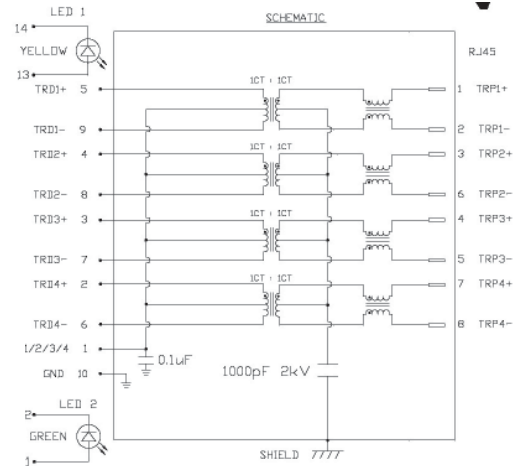 LED 1
SCHEMATIC
14
YELLOW
RJ45
13
1CT : 1CT
TRD1+ 5
1 TRP1+
TRD1- 9
2 TRP1-
1CT : 1CT
TRD2+ 4
3 TRP2+
TRD2- 8
6 TRP2-
1CT : 1CT
TRD3+ 3
4 TRP3+
TRD3- 7
5 TRP3-
1CT : 1CT
TRD4+ 2
7 TRP4+
TRD4- 6
8 TRP4-
1/2/3/4 1
0.1uF
GND 10
1000pF 2kV
LED 2
2
GREEN
1
SHIELD